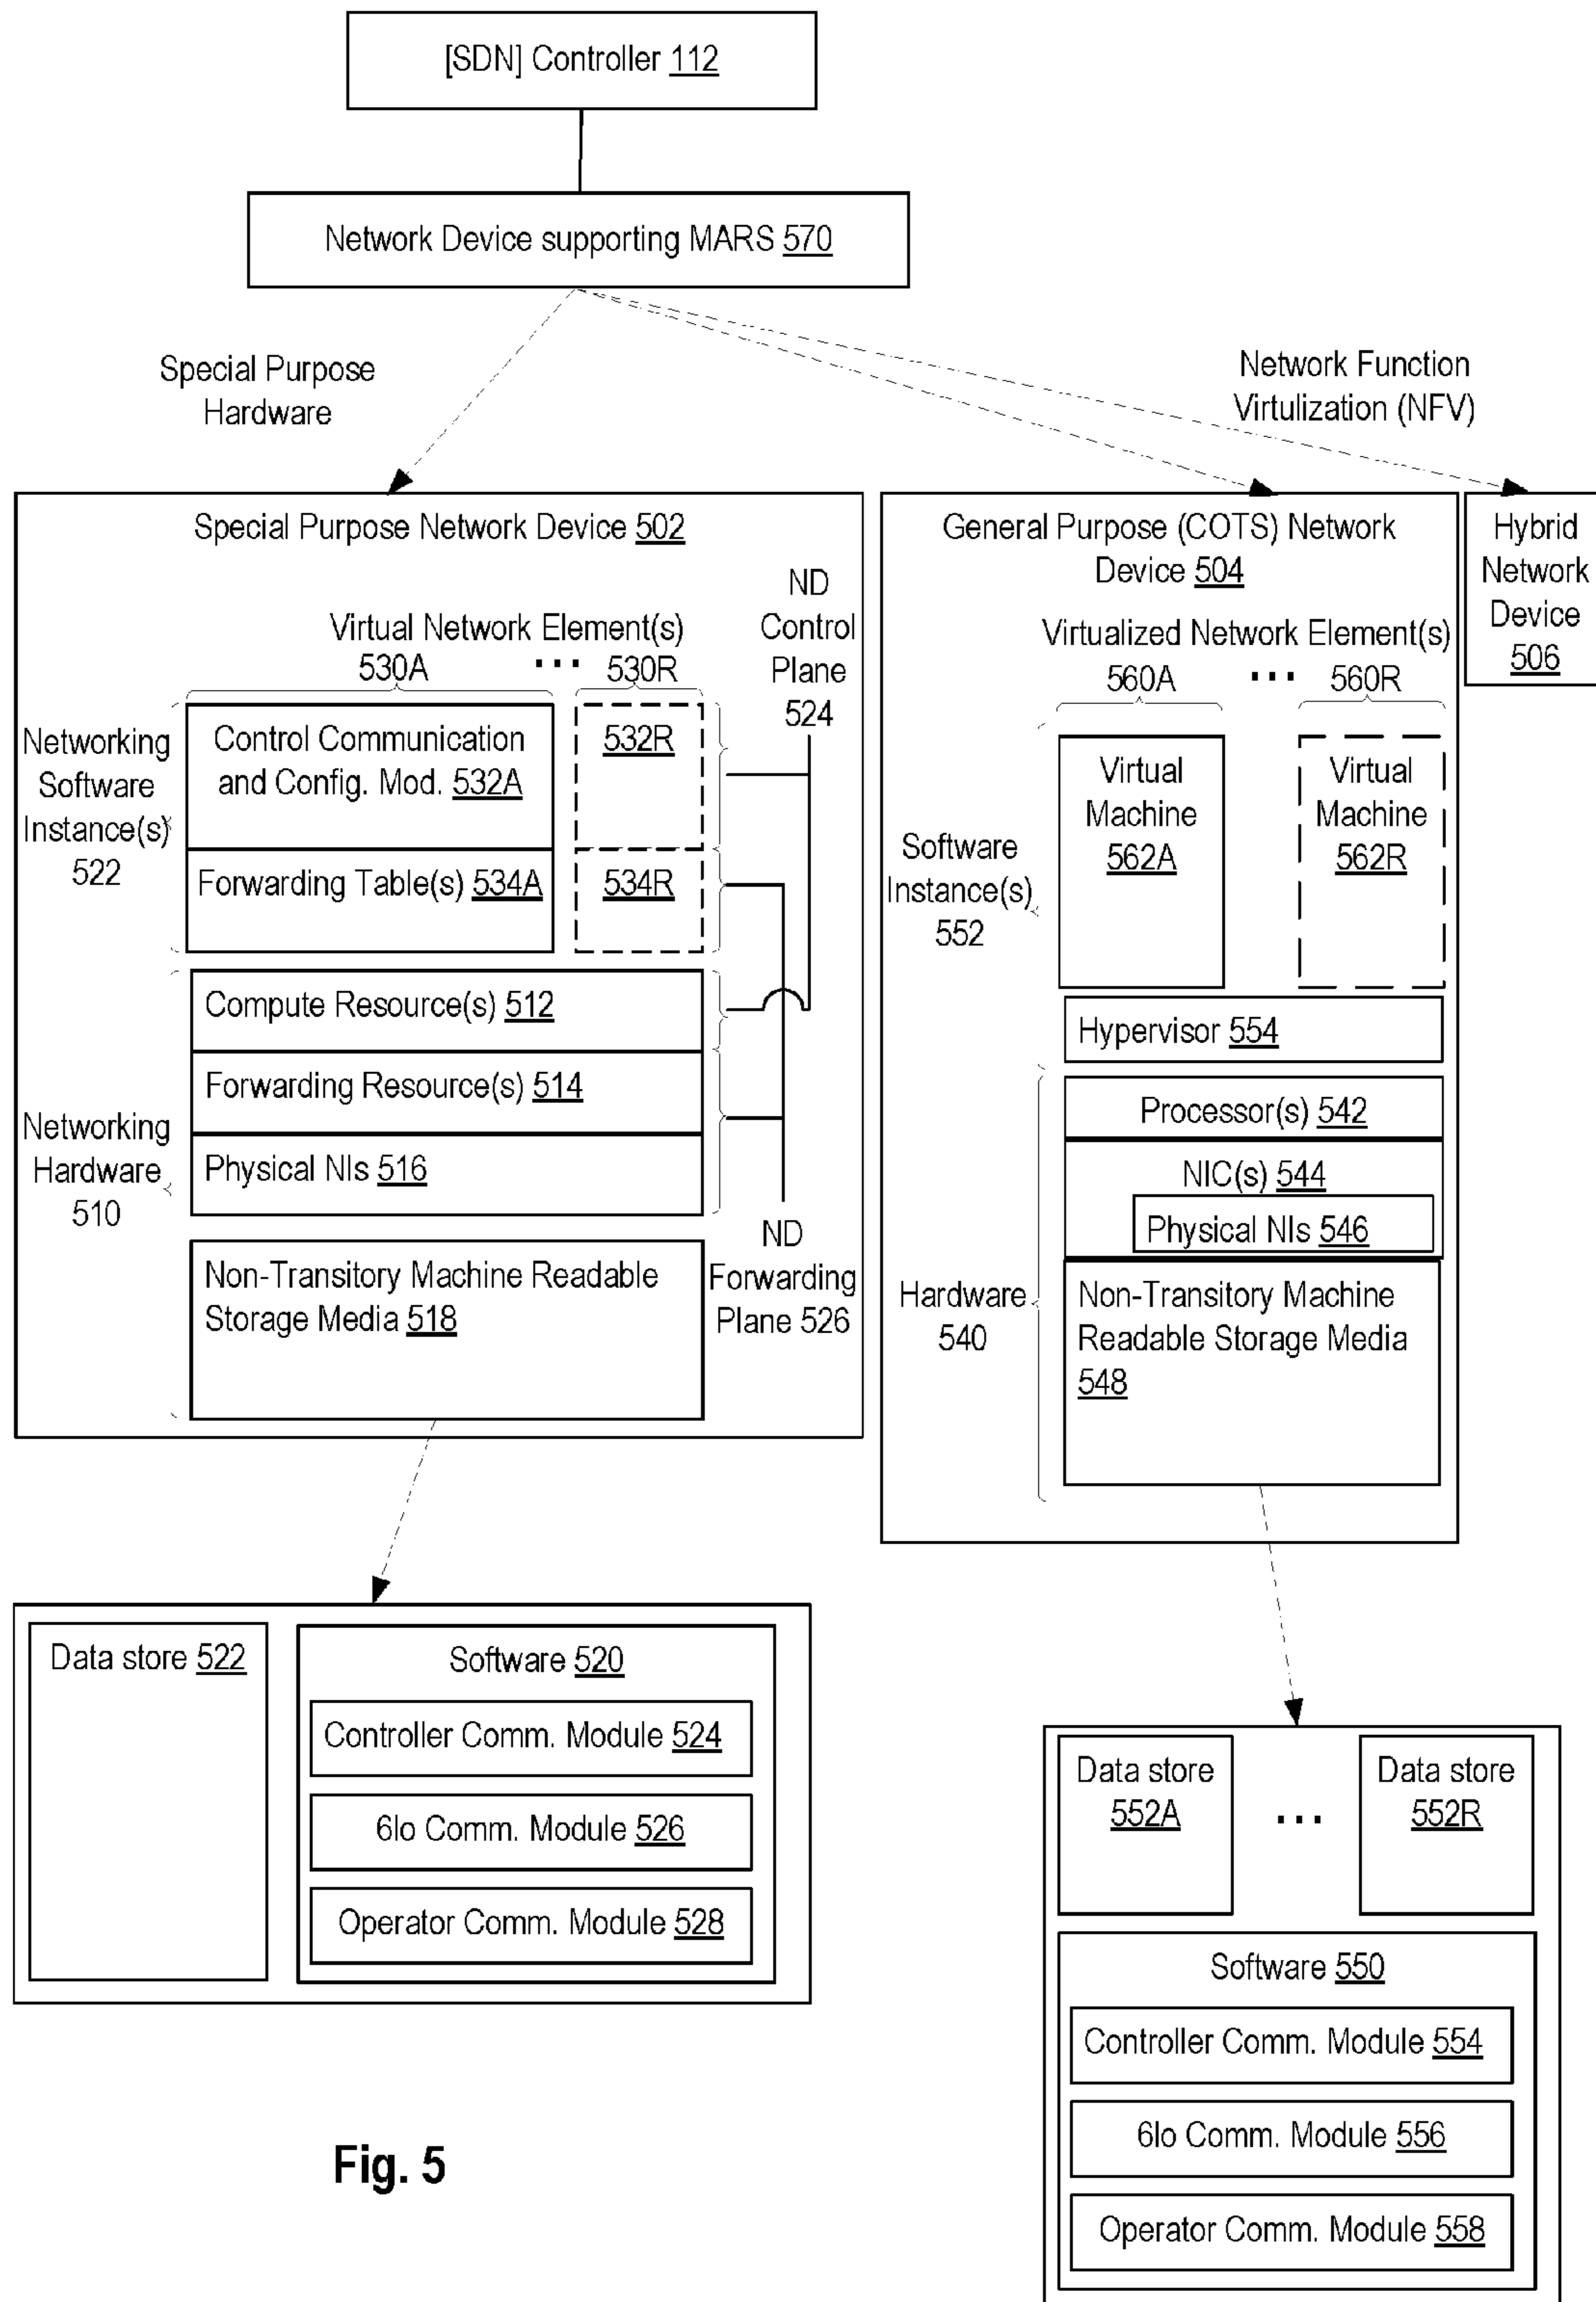 [SDN] Controller 112
Network Device supporting MARS 570
Special Purpose
Hardware
Network Function
Virtulization (NFV)
Special Purpose Network Device 502
ND
Control
Plane
524
Virtual Network Element(s)
530A ... 530R
Networking
Software
Instance(s)
522
Control Communication
and Config. Mod. 532A
532R
Forwarding Table(s) 534A
534R
Compute Resource(s) 512
Forwarding Resource(s) 514
Physical NIs 516
Networking
Hardware
510
Non-Transitory Machine Readable
Storage Media 518
ND
Forwarding
Plane 526
General Purpose (COTS) Network
Device 504
Virtualized Network Element(s)
560A ... 560R
Software
Instance(s)
552
Virtual
Machine
562A
Virtual
Machine
562R
Hypervisor 554
Processor(s) 542
NIC(s) 544
Physical NIs 546
Hardware
540
Non-Transitory Machine
Readable Storage Media
548
Hybrid
Network
Device
506
Data store 522
Software 520
Controller Comm. Module 524
6lo Comm. Module 526
Operator Comm. Module 528
Data store
552A
...
Data store
552R
Software 550
Controller Comm. Module 554
6lo Comm. Module 556
Operator Comm. Module 558
Fig. 5